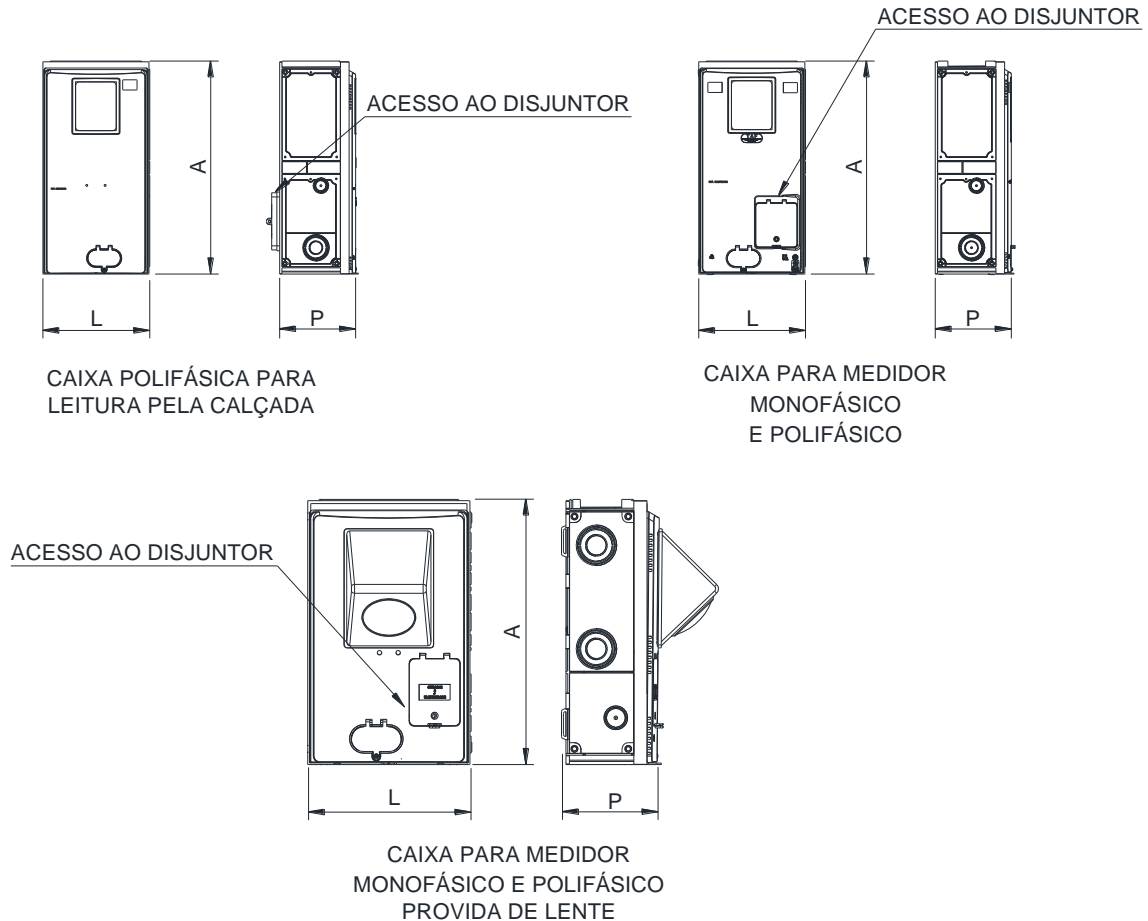 ACESSO AO DISJUNTOR
ACESSO AO DISJUNTOR
A
A
L
P
L
P
CAIXA POLIFÁSICA PARA
LEITURA PELA CALÇADA
CAIXA PARA MEDIDOR
MONOFÁSICO
E POLIFÁSICO
ACESSO AO DISJUNTOR
A
L
P
CAIXA PARA MEDIDOR
MONOFÁSICO E POLIFÁSICO
PROVIDA DE LENTE